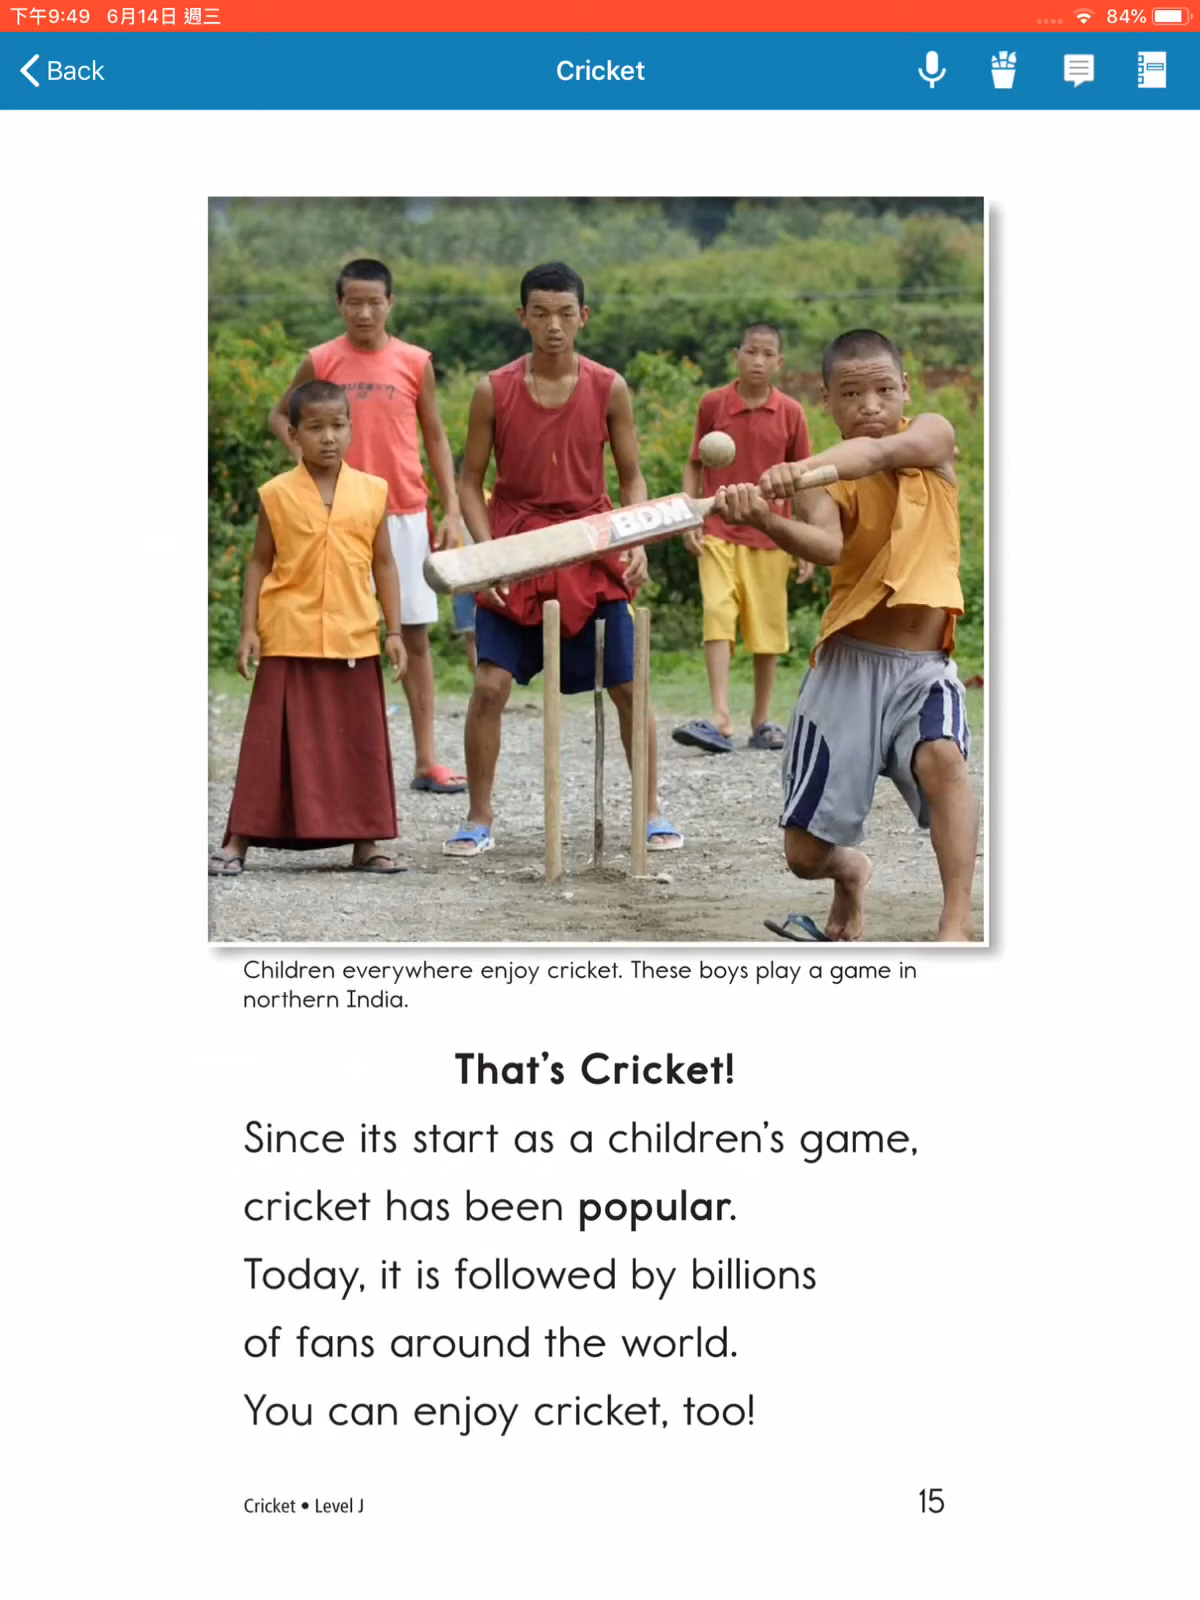 下午9:49 6月14日 週三
84%
Back
Cricket
BDM
Children everywhere enjoy cricket. These boys play a game in
northern India.
That's Cricket!
Since its start as a children's game,
cricket has been popular.
Today, it is followed by billions
of fans around the world.
You can enjoy cricket, too!
Cricket • Level J
15